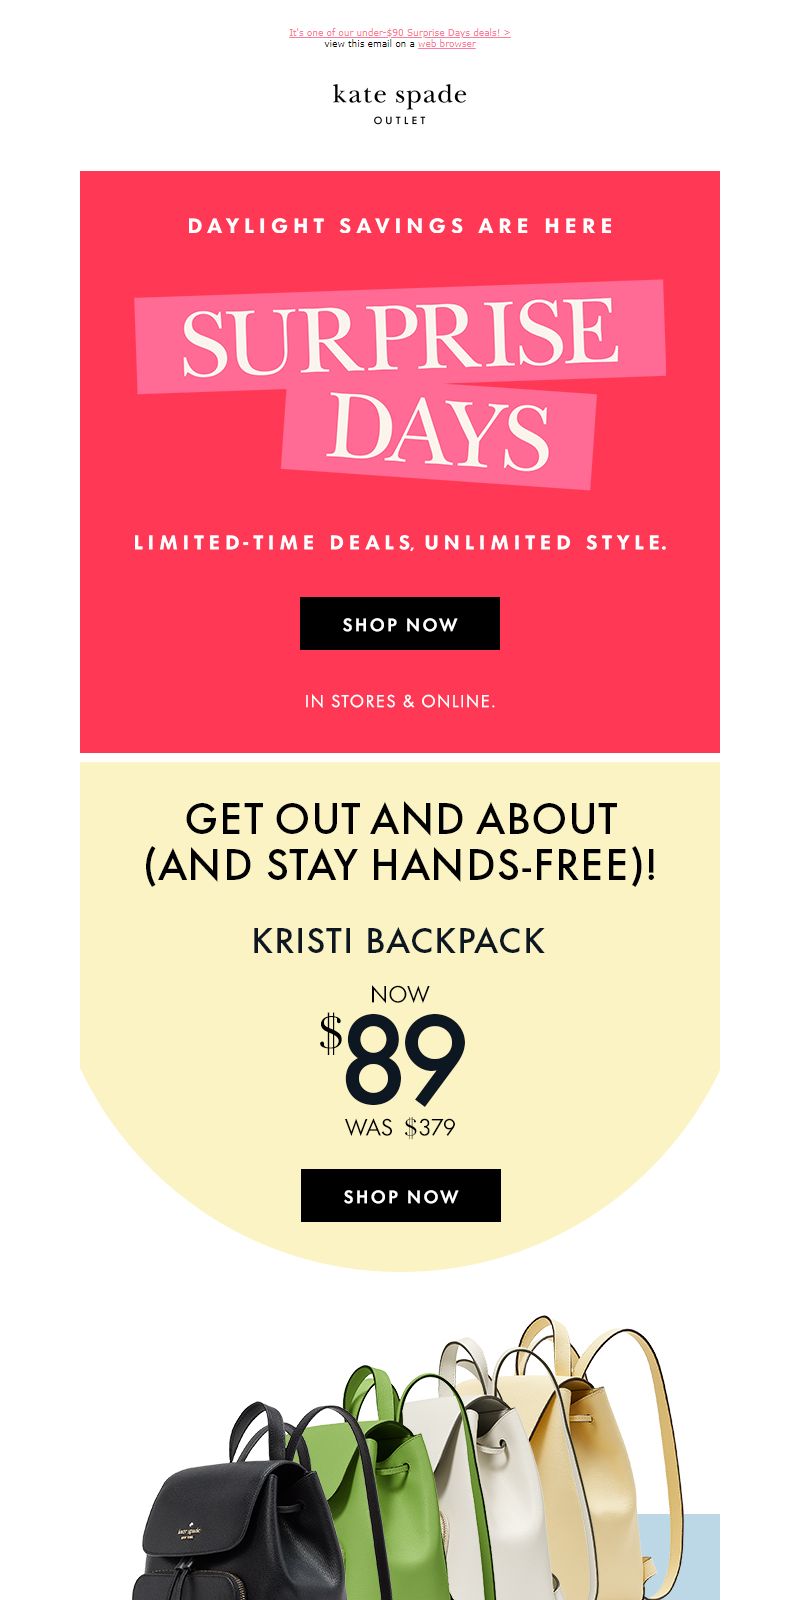 It's one of our under-$90 Surprise Days deals! >
view this email on a web browser
kate spade
OUTLET
DAYLIGHT SAVINGS ARE HERE
SURPRISE
DAYS
LIMITED-TIME DEALS, UNLIMITED STYLE.
SHOP NOW
IN STORES & ONLINE.
GET OUT AND ABOUT
(AND STAY HANDS-FREE)!
KRISTI BACKPACK
NOW
$89
WAS $379
SHOP NOW
kate spade
NEW YORK